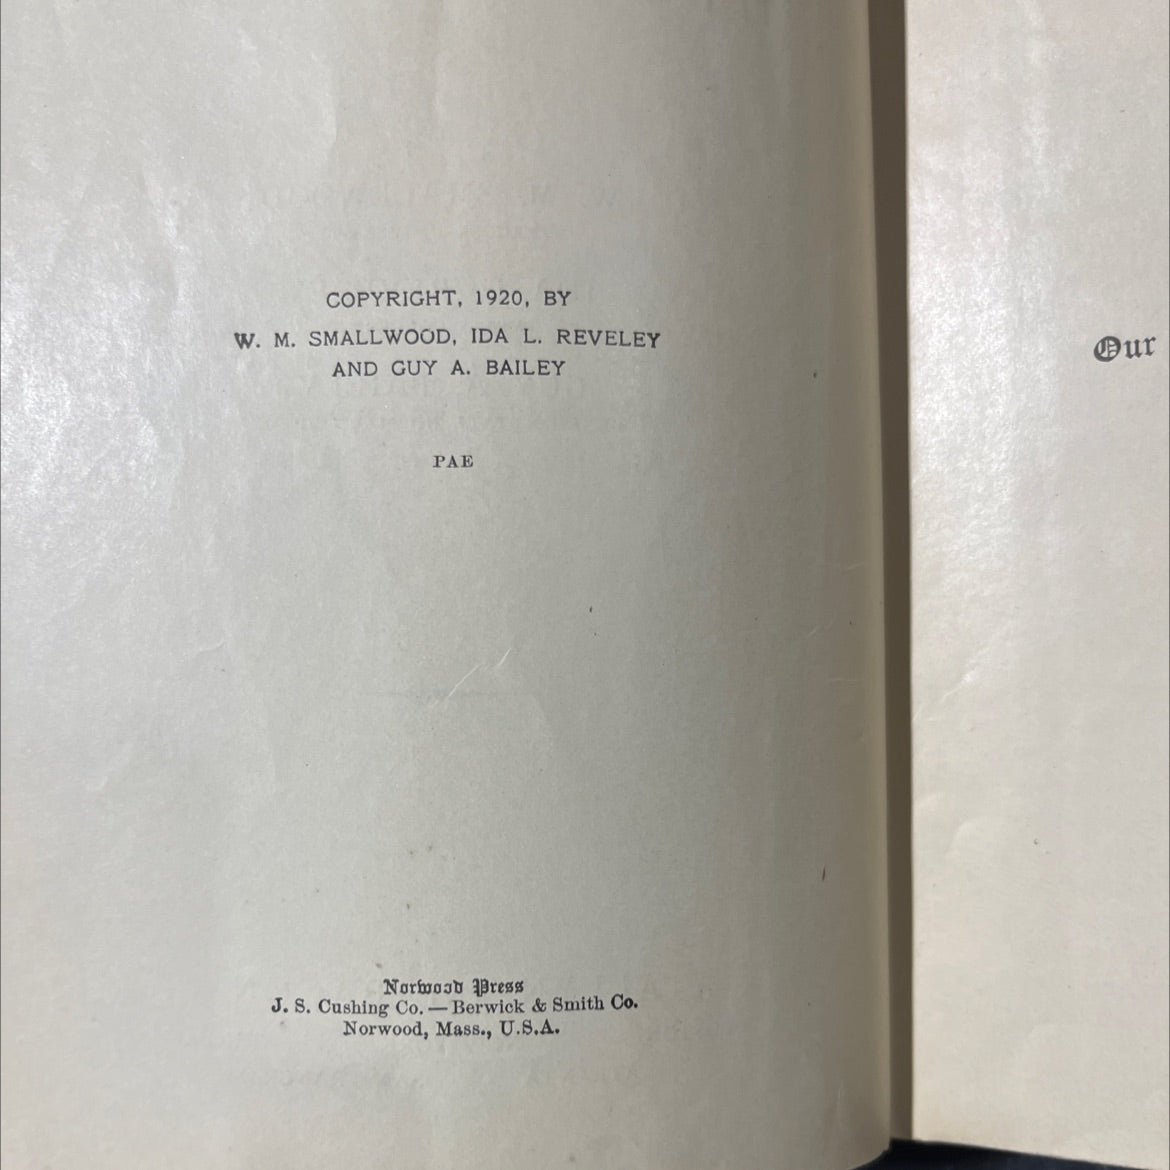 COPYRIGHT, 1920, BY
W. M. SMALLWOOD, IDA L. REVELEY
AND GUY A. BAILEY
PAE
Norwood Press
J. S. Cushing Co. — Berwick & Smith Co.
Norwood, Mass., U.S.A.
Our